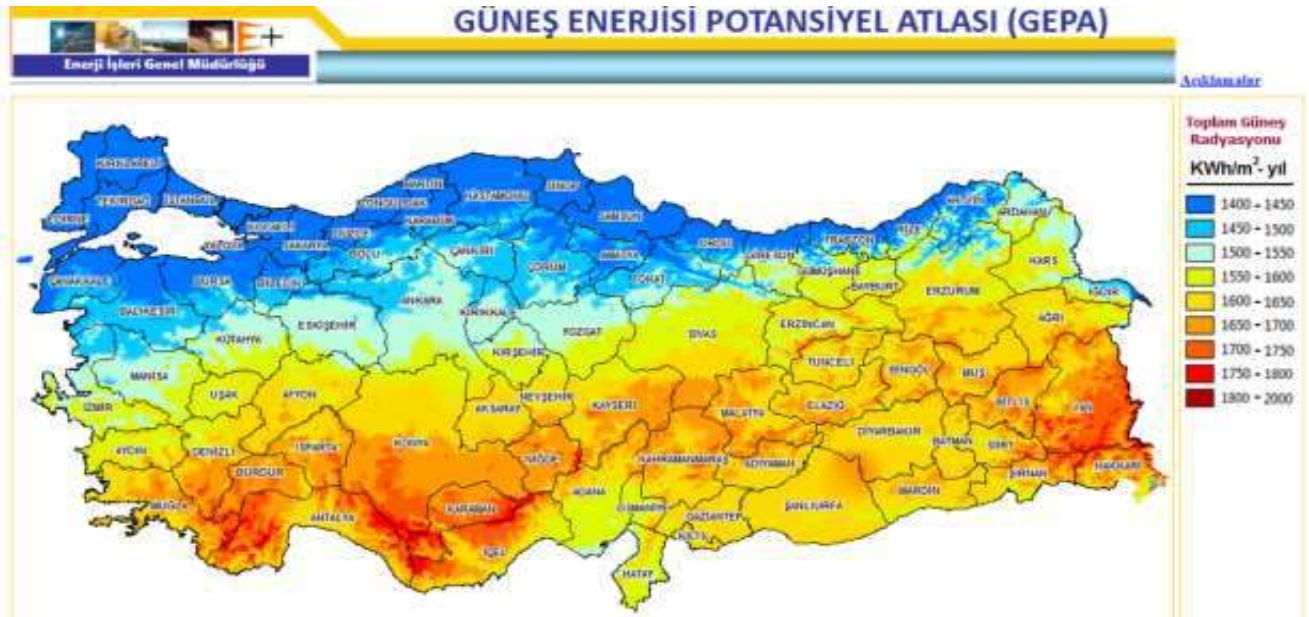 GÜNEŞ ENERJİSİ POTANSİYEL ATLASI (GEPA)
E+
Enerji İşleri Genel Müdürlüğü
Açıklamalar
Toplam Güneş
Radyasyonu
KWh/m²- yıl
1400 - 1450
1450 - 1500
1500 - 1550
1550 - 1600
1600 - 1650
1650 - 1700
1700 - 1750
1750 - 1800
1800 - 2000
KIRKLARELİ
TEKİRDAĞ
İSTANBUL
EDİRNE
YALOVA
KOCAELİ
SAKARYA
DÜZCE
ZONGULDAK
BARTIN
KARABÜK
KASTAMONU
SİNOP
SAMSUN
ORDU
GİRESUN
TRABZON
RİZE
ARTVİN
ARDAHAN
ÇANAKKALE
BURSA
BİLECİK
BOLU
ÇANKIRI
ÇORUM
AMASYA
TOKAT
GÜMÜŞHANE
BAYBURT
KARS
BALIKESİR
ESKİŞEHİR
ANKARA
KIRIKKALE
YOZGAT
SİVAS
ERZİNCAN
ERZURUM
IĞDIR
AĞRI
KÜTAHYA
KIRŞEHİR
TUNCELİ
MANİSA
UŞAK
AFYON
AKSARAY
NEVŞEHİR
KAYSERİ
MALATYA
ELAZIĞ
BİNGÖL
MUŞ
BİTLİS
VAN
İZMİR
AYDIN
DENİZLİ
ISPARTA
KONYA
NİĞDE
KAHRAMANMARAŞ
ADIYAMAN
DİYARBAKIR
BATMAN
SİİRT
BURDUR
ŞIRNAK
HAKKARİ
MUĞLA
ANTALYA
KARAMAN
ADANA
OSMANİYE
GAZİANTEP
ŞANLIURFA
MARDİN
İÇEL
KİLİS
HATAY